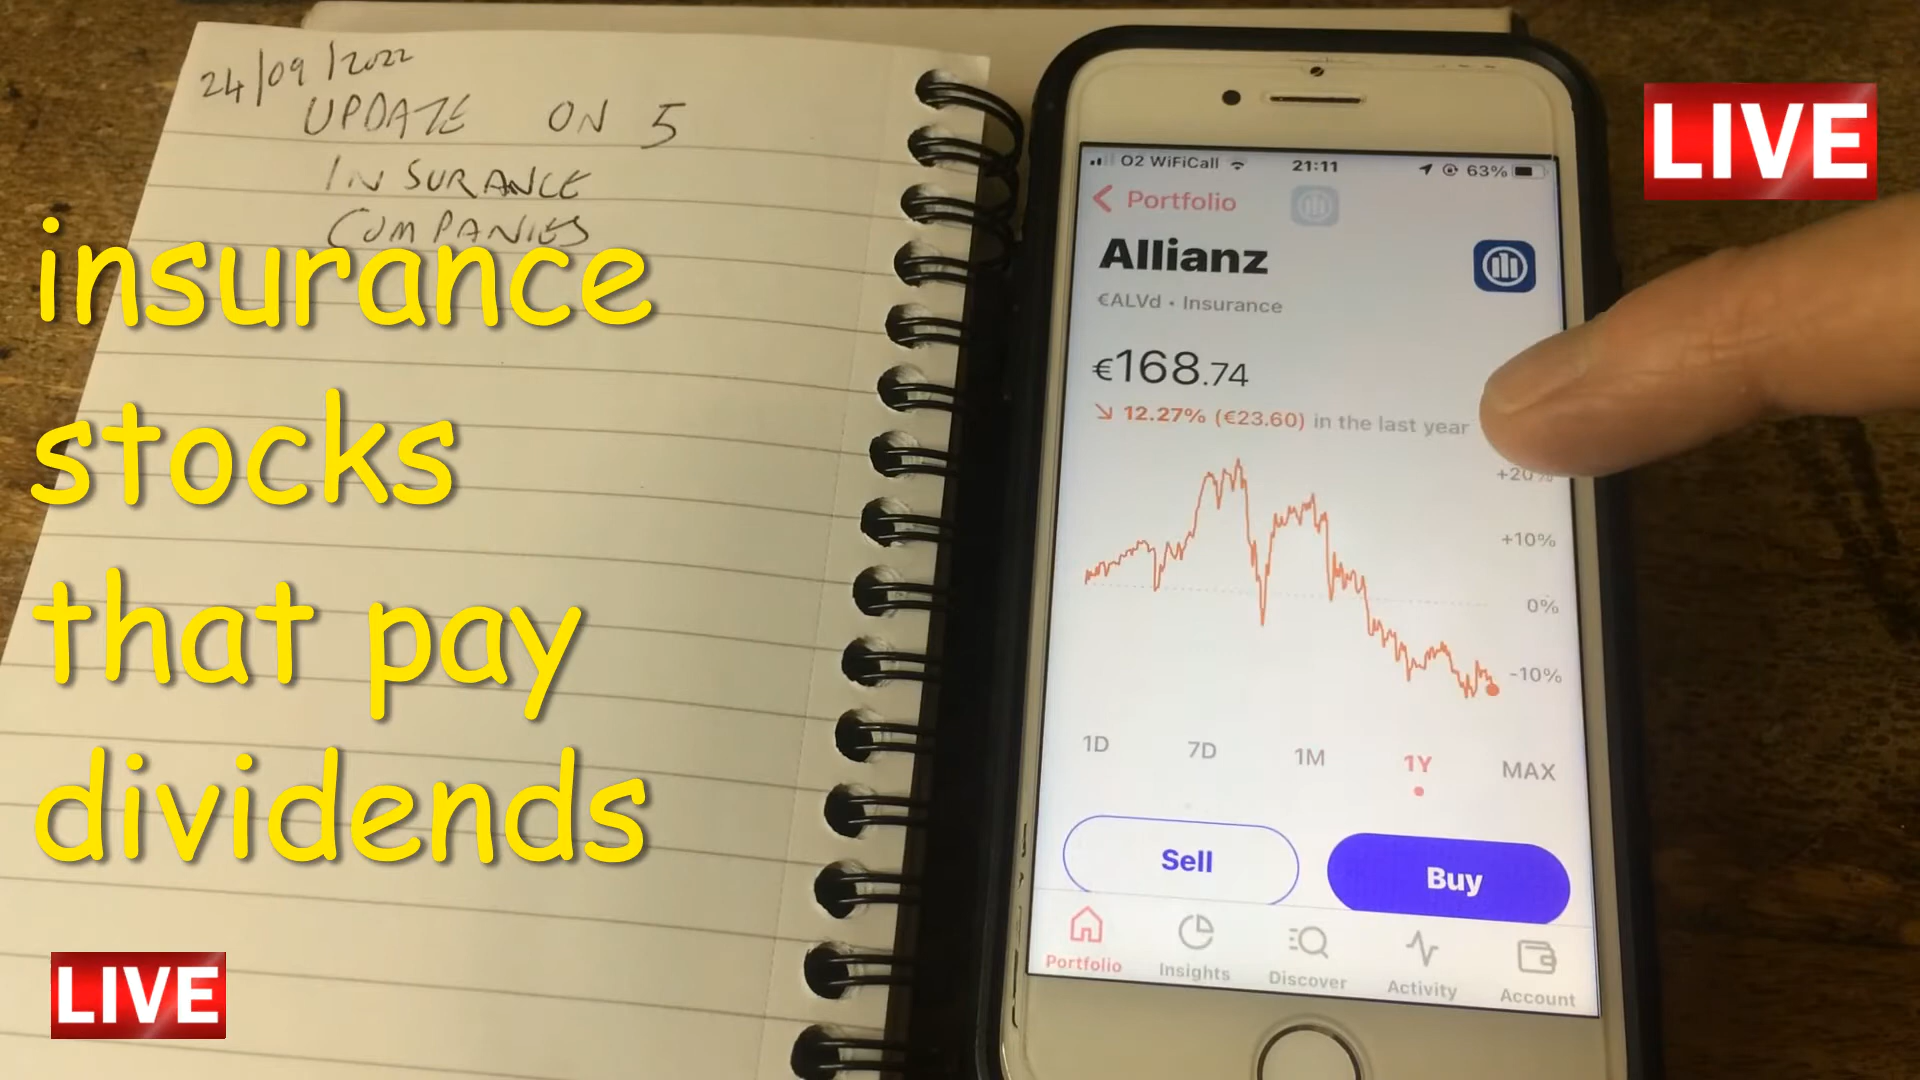 24/09/2022
UPDATE ON 5
INSURANCE
COMPANIES
insurance
stocks
that pay
dividends
LIVE
LIVE
O2 WiFiCall 21:11 63%
Portfolio
Allianz
€ALVd • Insurance
€168.74
↘ 12.27% (€23.60) in the last year
+20%
+10%
0%
-10%
1D 7D 1M 1Y MAX
Sell Buy
Portfolio Insights Discover Activity Account